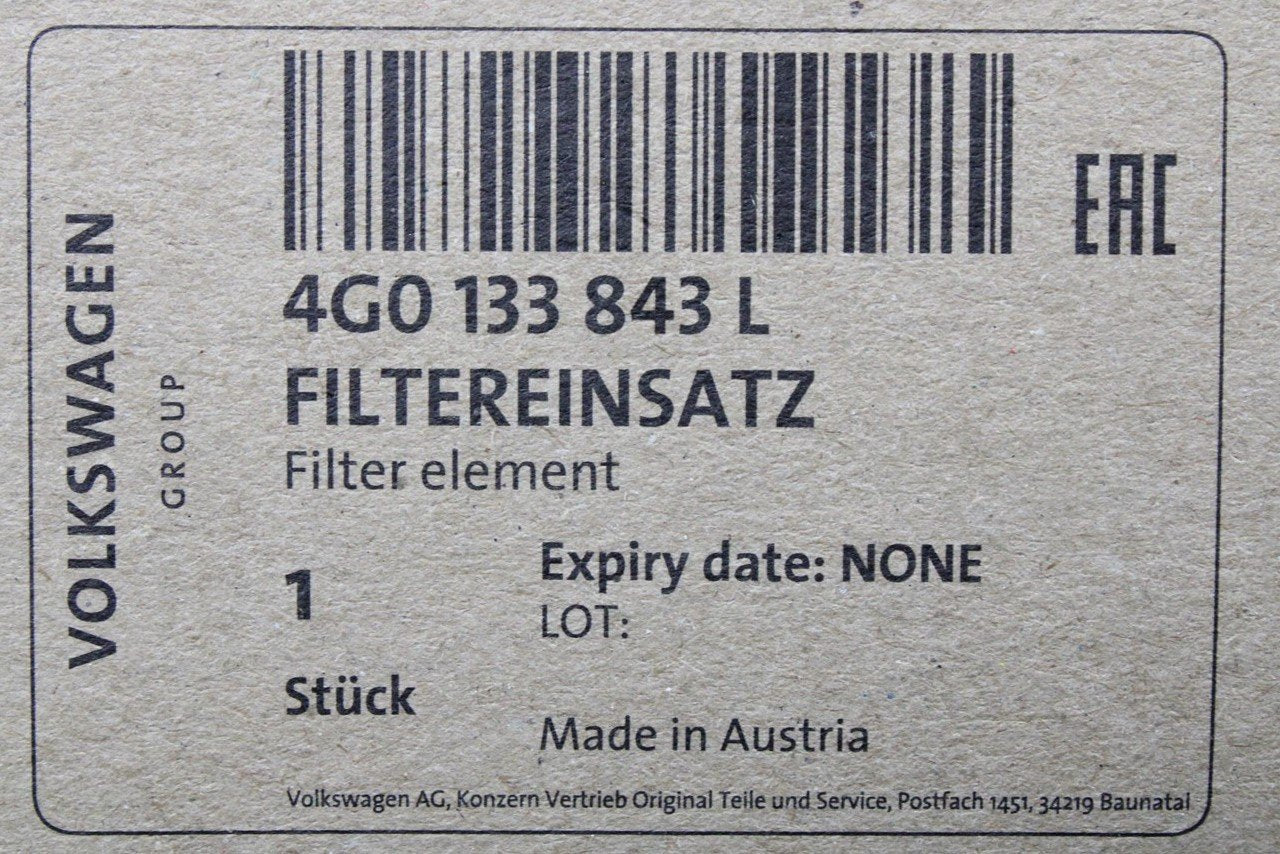 EAC
VOLKSWAGEN
GROUP
4G0 133 843 L
FILTEREINSATZ
Filter element
1
Expiry date: NONE
LOT:
Stück
Made in Austria
Volkswagen AG, Konzern Vertrieb Original Teile und Service, Postfach 1451, 34219 Baunatal